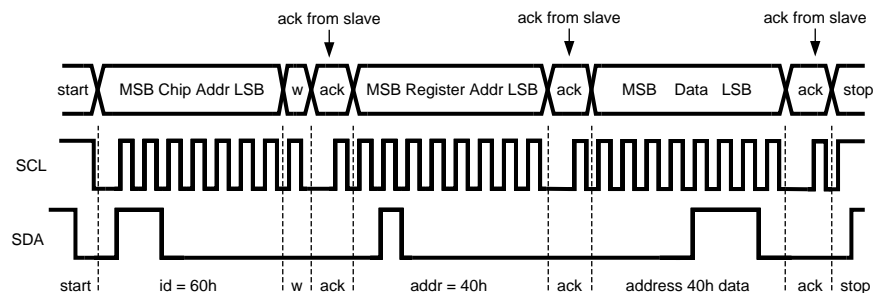 ack from slave ack from slave ack from slave
start MSB Chip Addr LSB w ack MSB Register Addr LSB ack MSB Data LSB ack stop
SCL
SDA
start id = 60h w ack addr = 40h ack address 40h data ack stop